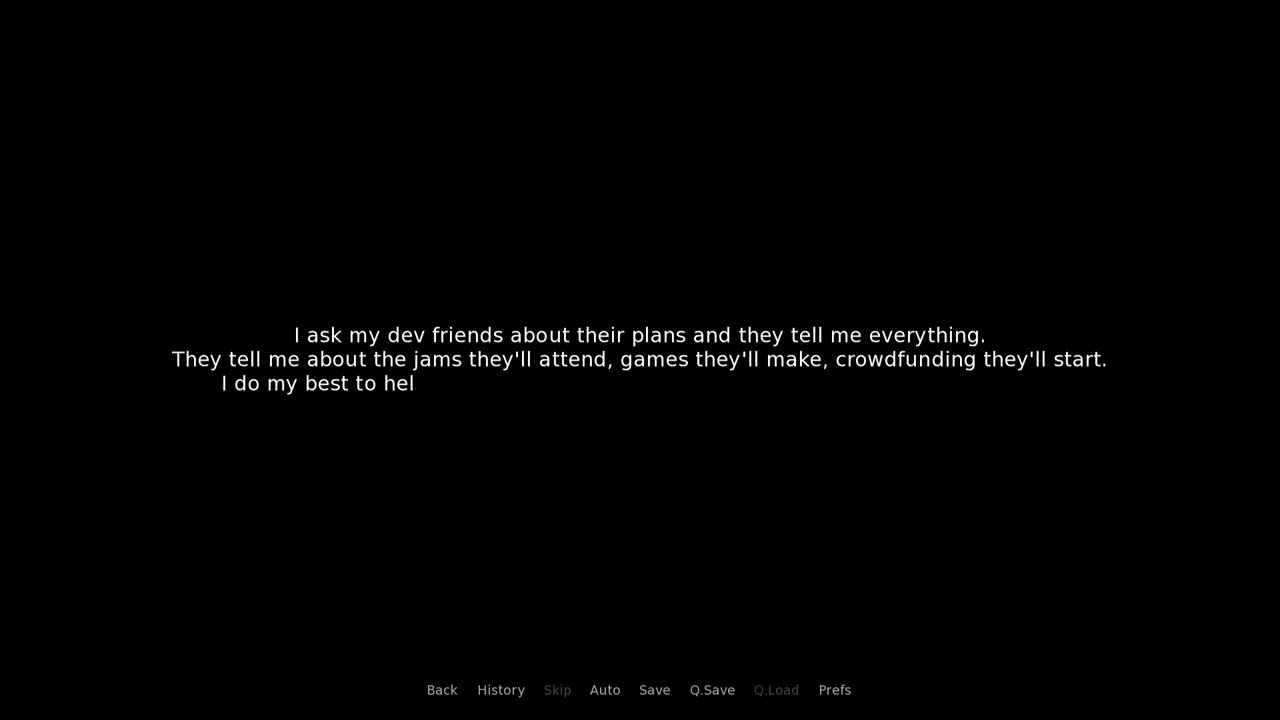 I ask my dev friends about their plans and they tell me everything.
They tell me about the jams they'll attend, games they'll make, crowdfunding they'll start.
I do my best to hel
Back History Skip Auto Save Q.Save Q.Load Prefs